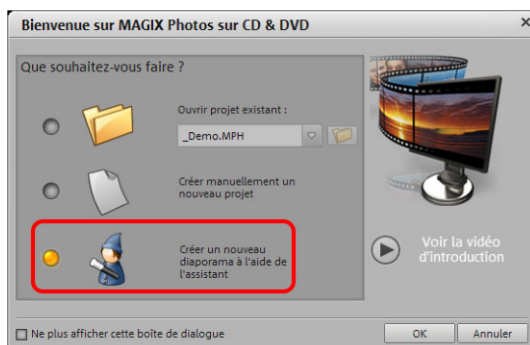 Bienvenue sur MAGIX Photos sur CD & DVD
Que souhaitez-vous faire ?
Ouvrir projet existant :
_Demo.MPH
Créer manuellement un
nouveau projet
Créer un nouveau
diaporama à l'aide de
l'assistant
Voir la vidéo
d'introduction
Ne plus afficher cette boîte de dialogue
OK
Annuler